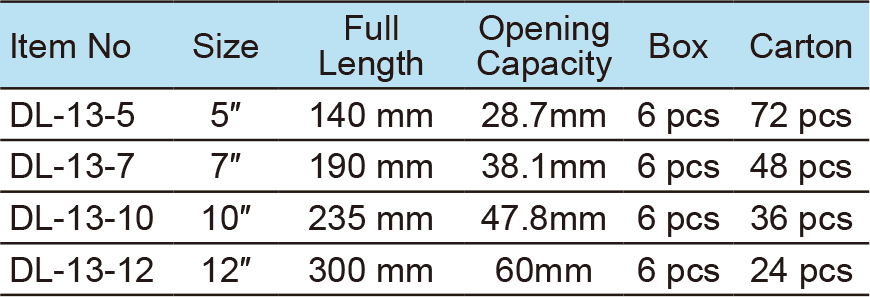 Item No Size Full Length Opening Capacity Box Carton
DL-13-5 5″ 140 mm 28.7mm 6 pcs 72 pcs
DL-13-7 7″ 190 mm 38.1mm 6 pcs 48 pcs
DL-13-10 10″ 235 mm 47.8mm 6 pcs 36 pcs
DL-13-12 12″ 300 mm 60mm 6 pcs 24 pcs